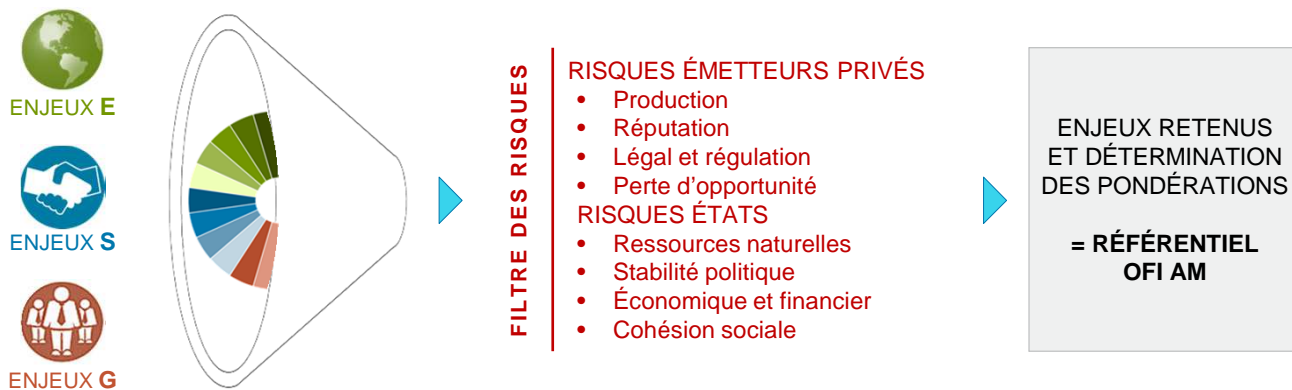 ENJEUX E
ENJEUX S
ENJEUX G
FILTRE DES RISQUES
RISQUES ÉMETTEURS PRIVÉS
• Production
• Réputation
• Légal et régulation
• Perte d'opportunité
RISQUES ÉTATS
• Ressources naturelles
• Stabilité politique
• Économique et financier
• Cohésion sociale
ENJEUX RETENUS
ET DÉTERMINATION
DES PONDÉRATIONS
= RÉFÉRENTIEL
OFI AM